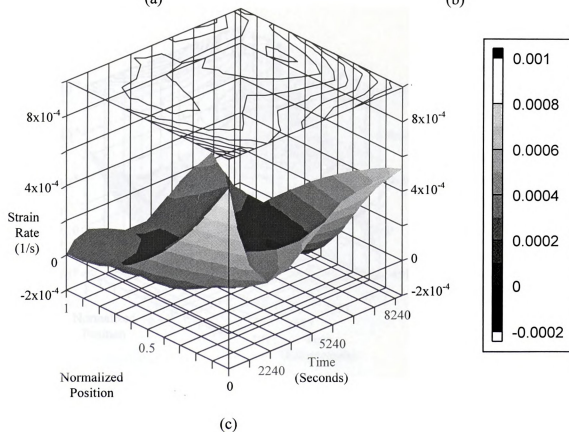 (a)
(b)
8x10-4
4x10-4
Strain
Rate
(1/s)
0
-2x10-4
1
0.5
Normalized
Position
0
2240
5240
8240
Time
(Seconds)
8x10-4
4x10-4
0
-2x10-4
0.001
0.0008
0.0006
0.0004
0.0002
0
-0.0002
(c)